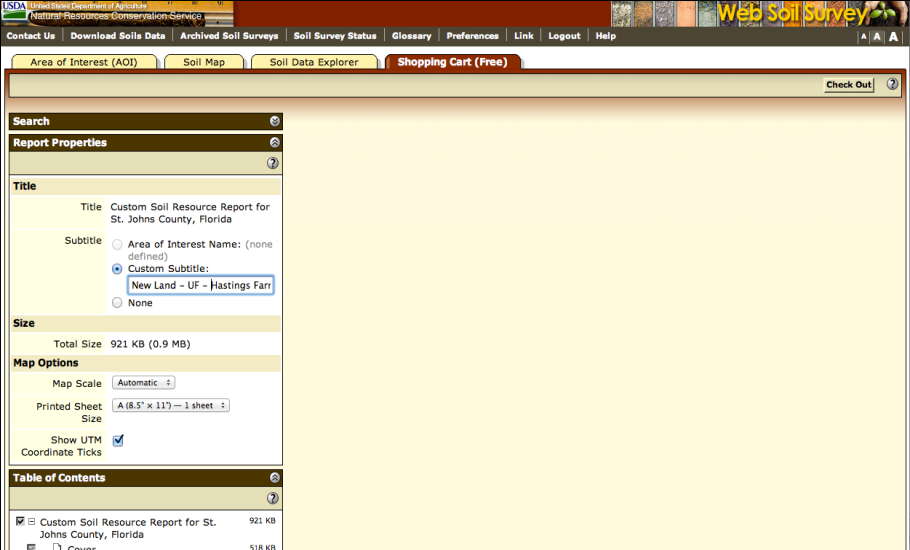 USDA United States Department of Agriculture
Natural Resources Conservation Service
Web Soil Survey
Contact Us | Download Soils Data | Archived Soil Surveys | Soil Survey Status | Glossary | Preferences | Link | Logout | Help
A A A
Area of Interest (AOI) Soil Map Soil Data Explorer Shopping Cart (Free)
Check Out ?
Search
Report Properties
?
Title
Title Custom Soil Resource Report for
St. Johns County, Florida
Subtitle Area of Interest Name: (none
defined)
Custom Subtitle:
New Land – UF – Hastings Farr
None
Size
Total Size 921 KB (0.9 MB)
Map Options
Map Scale Automatic
Printed Sheet A (8.5" × 11") — 1 sheet
Size
Show UTM
Coordinate Ticks
Table of Contents
?
Custom Soil Resource Report for St. 921 KB
Johns County, Florida
Cover 518 KB